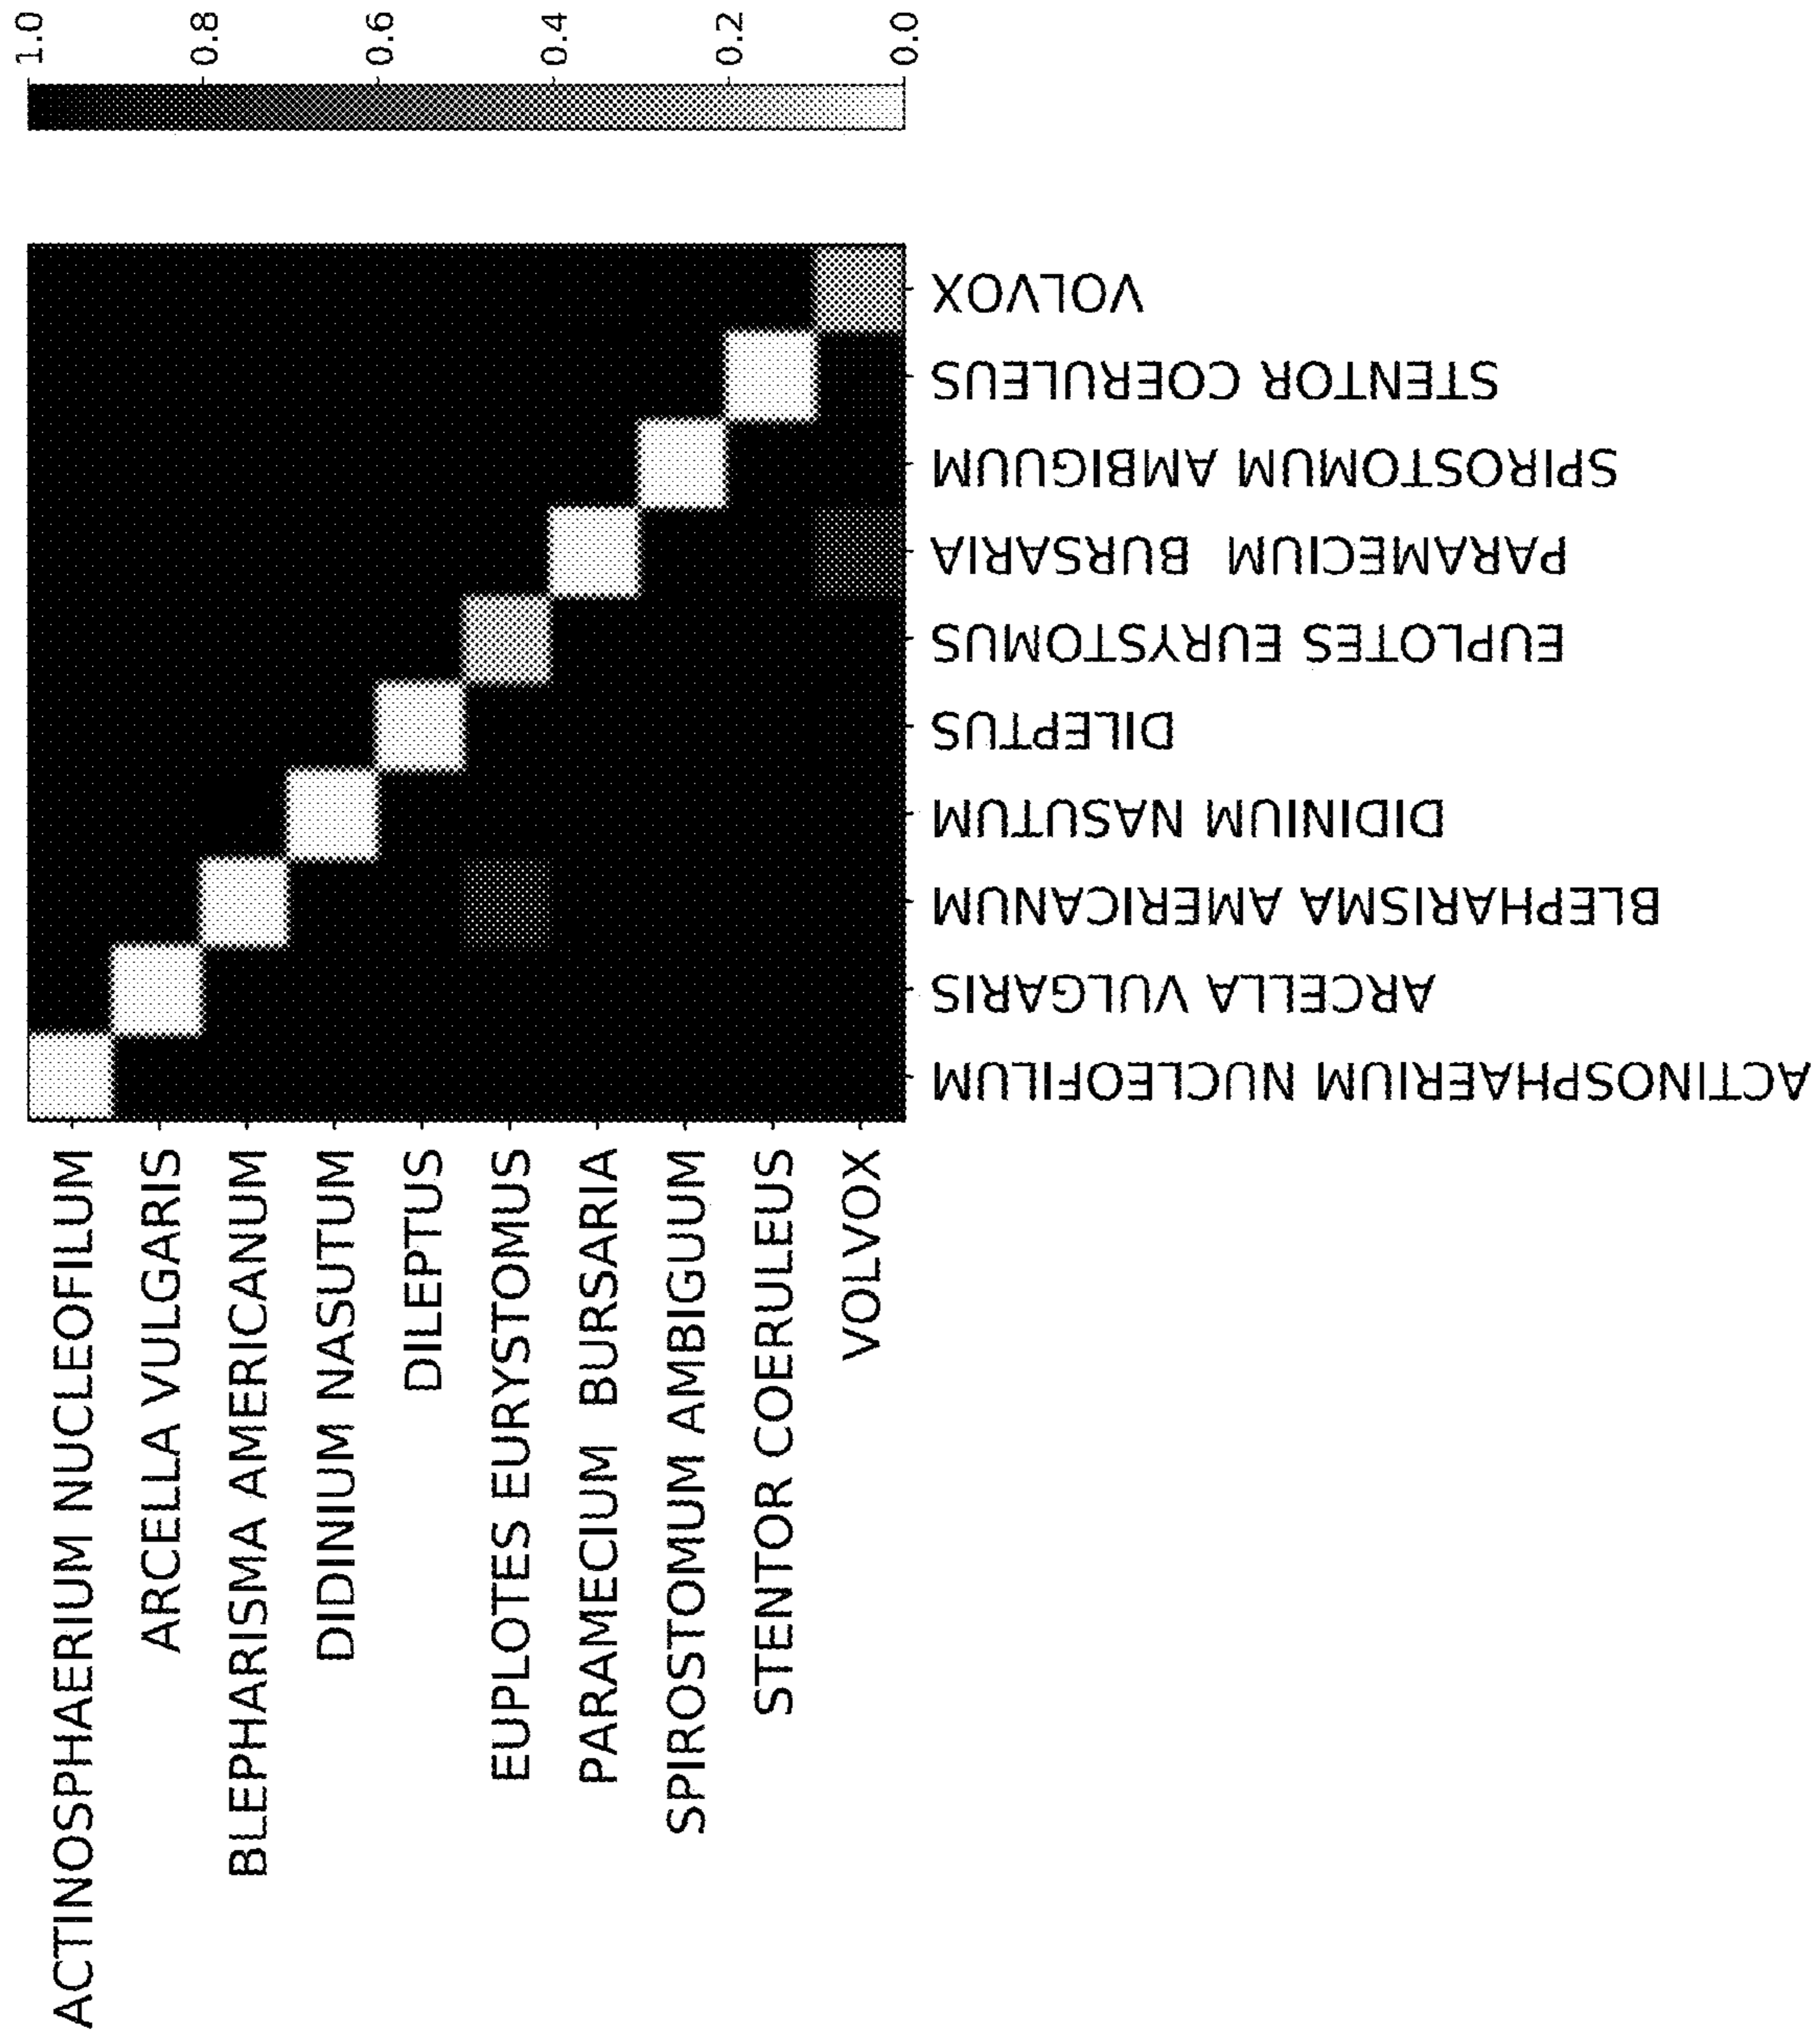 1.0
0.8
0.6
0.4
0.2
0.0
ACTINOSPHAERIUM NUCLEOFILUM
ARCELLA VULGARIS
BLEPHARISMA AMERICANUM
DIDINIUM NASUTUM
DILEPTUS
EUPLOTES EURYSTOMUS
PARAMECIUM BURSARIA
SPIROSTOMUM AMBIGUUM
STENTOR COERULEUS
VOLVOX
ACTINOSPHAERIUM NUCLEOFILUM
ARCELLA VULGARIS
BLEPHARISMA AMERICANUM
DIDINIUM NASUTUM
DILEPTUS
EUPLOTES EURYSTOMUS
PARAMECIUM BURSARIA
SPIROSTOMUM AMBIGUUM
STENTOR COERULEUS
VOLVOX